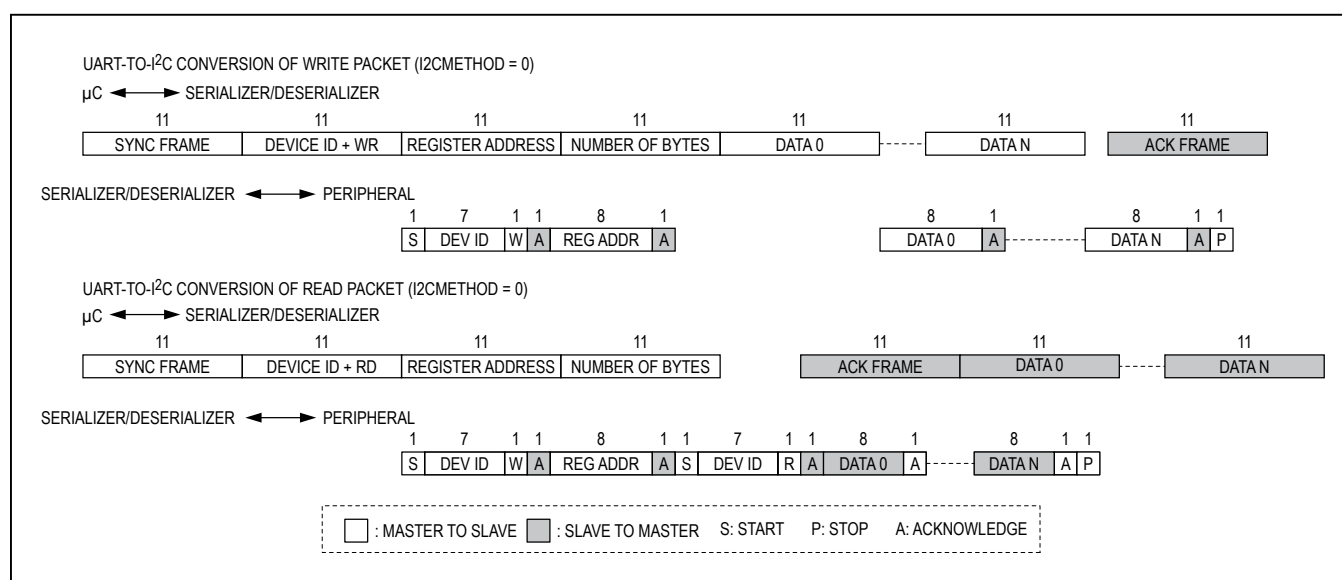 UART-TO-I2C CONVERSION OF WRITE PACKET (I2CMETHOD = 0)
µC SERIALIZER/DESERIALIZER
11 11 11 11 11 11 11
SYNC FRAME DEVICE ID + WR REGISTER ADDRESS NUMBER OF BYTES DATA 0 DATA N ACK FRAME
SERIALIZER/DESERIALIZER PERIPHERAL
1 7 1 1 8 1 8 1 8 1 1
S DEV ID W A REG ADDR A DATA 0 A DATA N A P
UART-TO-I2C CONVERSION OF READ PACKET (I2CMETHOD = 0)
µC SERIALIZER/DESERIALIZER
11 11 11 11 11 11 11
SYNC FRAME DEVICE ID + RD REGISTER ADDRESS NUMBER OF BYTES ACK FRAME DATA 0 DATA N
SERIALIZER/DESERIALIZER PERIPHERAL
1 7 1 1 8 1 1 7 1 1 8 1 8 1 1
S DEV ID W A REG ADDR A S DEV ID R A DATA 0 A DATA N A P
: MASTER TO SLAVE : SLAVE TO MASTER S: START P: STOP A: ACKNOWLEDGE